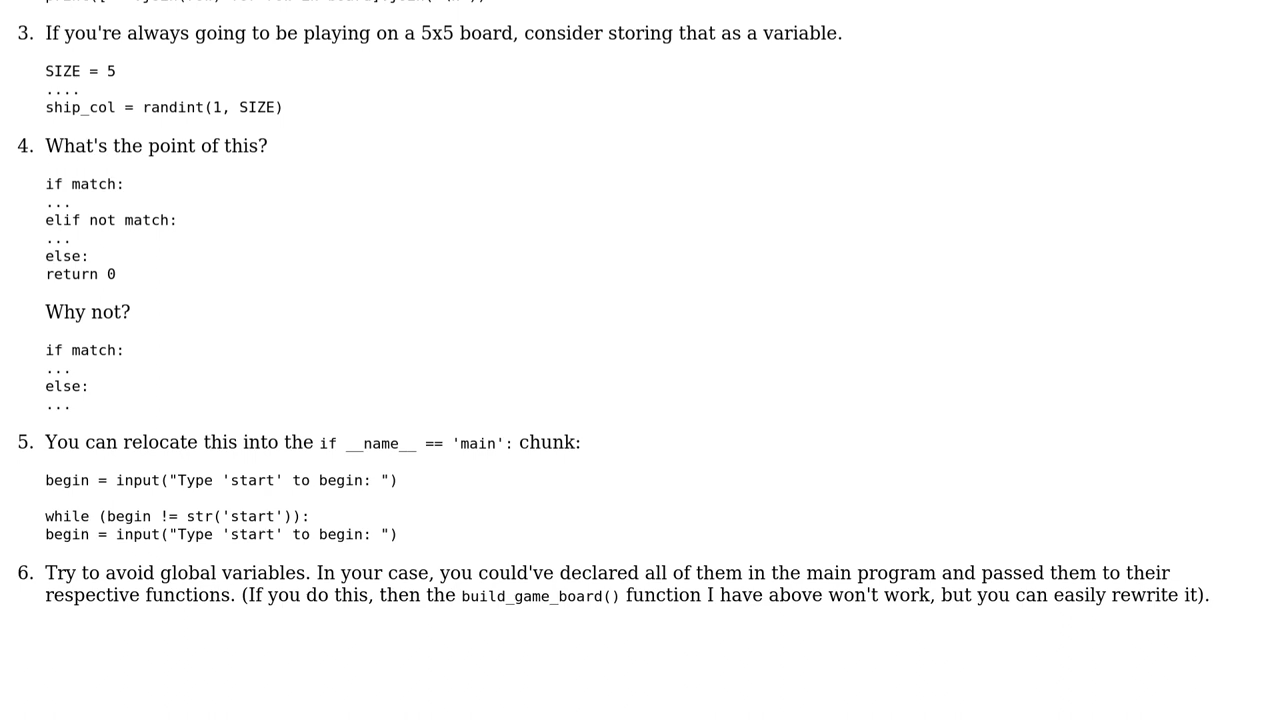 3. If you're always going to be playing on a 5x5 board, consider storing that as a variable.
SIZE = 5
....
ship_col = randint(1, SIZE)
4. What's the point of this?
if match:
...
elif not match:
...
else:
return 0
Why not?
if match:
...
else:
...
5. You can relocate this into the if __name__ == 'main': chunk:
begin = input("Type 'start' to begin: ")
while (begin != str('start')):
begin = input("Type 'start' to begin: ")
6. Try to avoid global variables. In your case, you could've declared all of them in the main program and passed them to their
respective functions. (If you do this, then the build_game_board() function I have above won't work, but you can easily rewrite it).